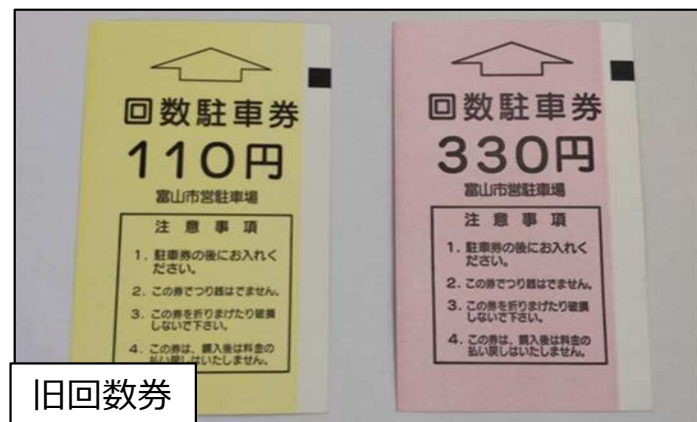 回数駐車券
110円
富山市営駐車場
注意事項
1. 駐車券の後にお入れく
ださい。
2. この券でつり銭はでません。
3. この券を折りまげたり破損
しないで下さい。
4. この券は、購入後は料金の
払い戻しはいたしません。
回数駐車券
330円
富山市営駐車場
注意事項
1. 駐車券の後にお入れく
ださい。
2. この券でつり銭はでません。
3. この券を折りまげたり破損
しないで下さい。
4. この券は、購入後は料金の
払い戻しはいたしません。
旧回数券